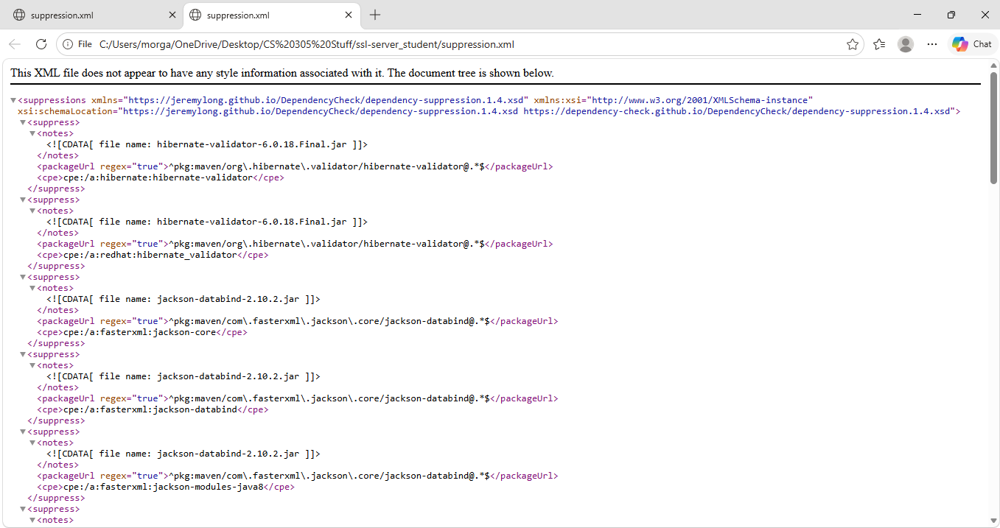 suppression.xml
suppression.xml
File C:/Users/morga/OneDrive/Desktop/CS%20305%20Stuff/ssl-server_student/suppression.xml
Chat
This XML file does not appear to have any style information associated with it. The document tree is shown below.
▼<suppressions xmlns="https://jeremylong.github.io/DependencyCheck/dependency-suppression.1.4.xsd" xmlns:xsi="http://www.w3.org/2001/XMLSchema-instance"
xsi:schemaLocation="https://jeremylong.github.io/DependencyCheck/dependency-suppression.1.4.xsd https://dependency-check.github.io/DependencyCheck/dependency-suppression.1.4.xsd">
▼<suppress>
▼<notes>
<![CDATA[ file name: hibernate-validator-6.0.18.Final.jar ]]>
</notes>
<packageUrl regex="true">^pkg:maven/org\.hibernate\.validator/hibernate-validator@.*$</packageUrl>
<cpe>cpe:/a:hibernate:hibernate-validator</cpe>
</suppress>
▼<suppress>
▼<notes>
<![CDATA[ file name: hibernate-validator-6.0.18.Final.jar ]]>
</notes>
<packageUrl regex="true">^pkg:maven/org\.hibernate\.validator/hibernate-validator@.*$</packageUrl>
<cpe>cpe:/a:redhat:hibernate_validator</cpe>
</suppress>
▼<suppress>
▼<notes>
<![CDATA[ file name: jackson-databind-2.10.2.jar ]]>
</notes>
<packageUrl regex="true">^pkg:maven/com\.fasterxml\.jackson\.core/jackson-databind@.*$</packageUrl>
<cpe>cpe:/a:fasterxml:jackson-core</cpe>
</suppress>
▼<suppress>
▼<notes>
<![CDATA[ file name: jackson-databind-2.10.2.jar ]]>
</notes>
<packageUrl regex="true">^pkg:maven/com\.fasterxml\.jackson\.core/jackson-databind@.*$</packageUrl>
<cpe>cpe:/a:fasterxml:jackson-databind</cpe>
</suppress>
▼<suppress>
▼<notes>
<![CDATA[ file name: jackson-databind-2.10.2.jar ]]>
</notes>
<packageUrl regex="true">^pkg:maven/com\.fasterxml\.jackson\.core/jackson-databind@.*$</packageUrl>
<cpe>cpe:/a:fasterxml:jackson-modules-java8</cpe>
</suppress>
▼<suppress>
▼<notes>